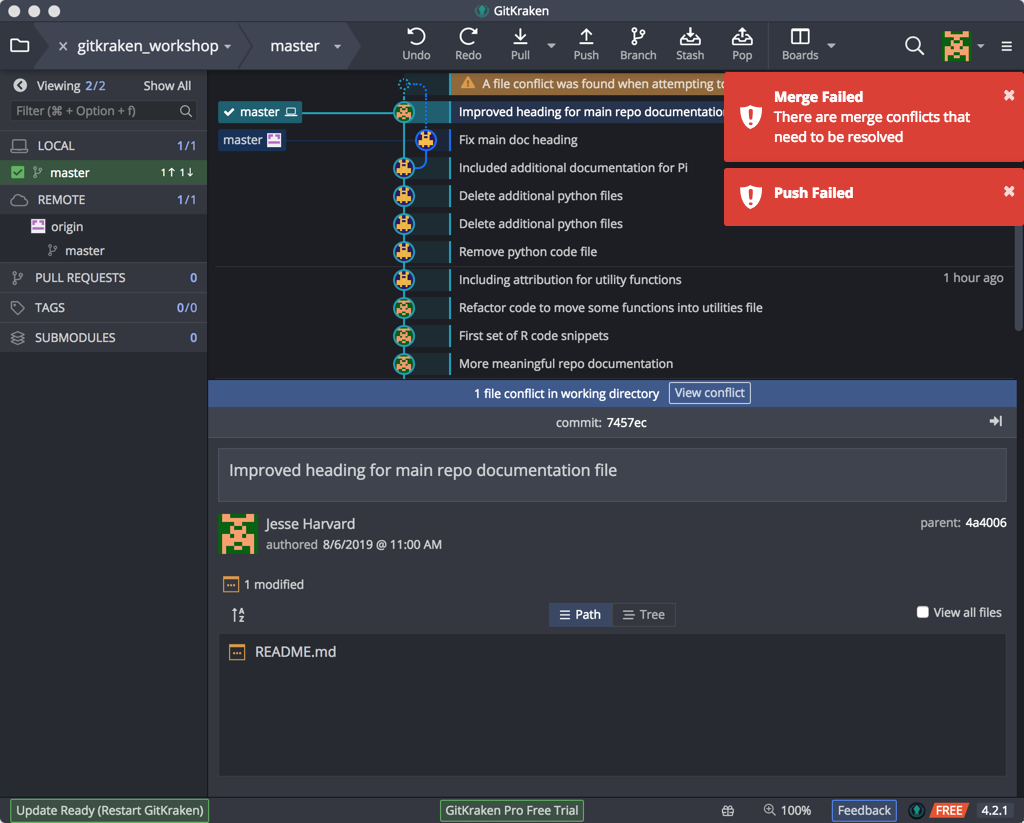 GitKraken
gitkraken_workshop
master
Undo
Redo
Pull
Push
Branch
Stash
Pop
Boards
Viewing 2/2
Show All
Filter (⌘ + Option + f)
LOCAL
1/1
master
1↑ 1↓
REMOTE
1/1
origin
master
PULL REQUESTS
0
TAGS
0/0
SUBMODULES
0
A file conflict was found when attempting to
master
Improved heading for main repo documentation
master
Fix main doc heading
Included additional documentation for Pi
Delete additional python files
Delete additional python files
Remove python code file
Including attribution for utility functions
1 hour ago
Refactor code to move some functions into utilities file
First set of R code snippets
More meaningful repo documentation
Merge Failed
There are merge conflicts that
need to be resolved
Push Failed
1 file conflict in working directory
View conflict
commit: 7457ec
Improved heading for main repo documentation file
Jesse Harvard
authored 8/6/2019 @ 11:00 AM
parent: 4a4006
1 modified
Path
Tree
View all files
README.md
Update Ready (Restart GitKraken)
GitKraken Pro Free Trial
100%
Feedback
FREE
4.2.1